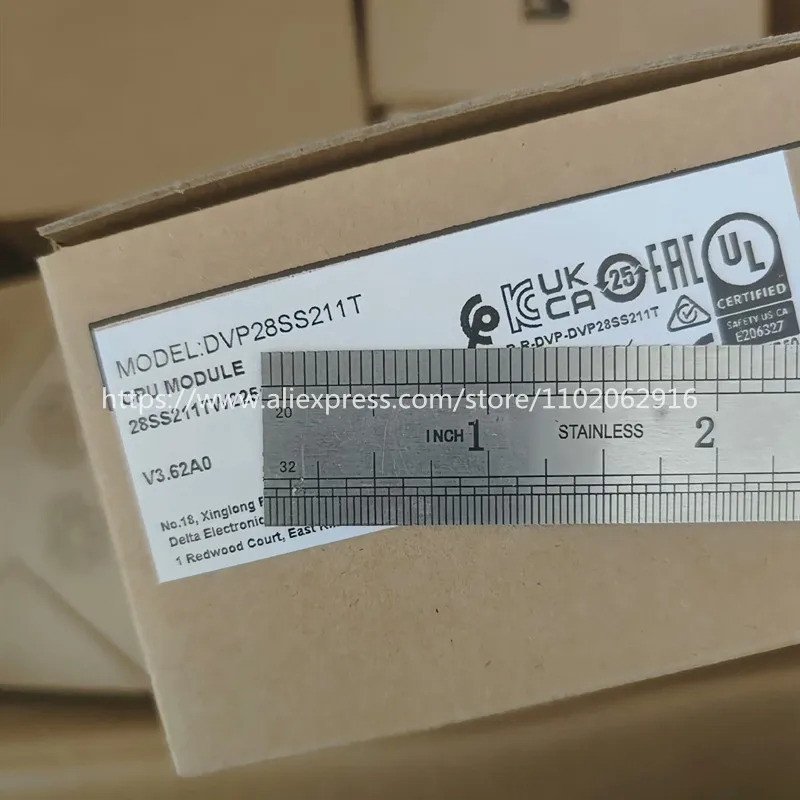 MODEL:DVP28SS211T
UK
CA
25
EAC
UL
CERTIFIED
SAFETY US-CA
E206327
R-R-DVP-DVP28SS211T
CPU MODULE
https://www.aliexpress.com/store/1102062916
20
INCH 1 STAINLESS 2
V3.62A0
32
No.18, Xinglong
Delta Electronic
1 Redwood Court, East